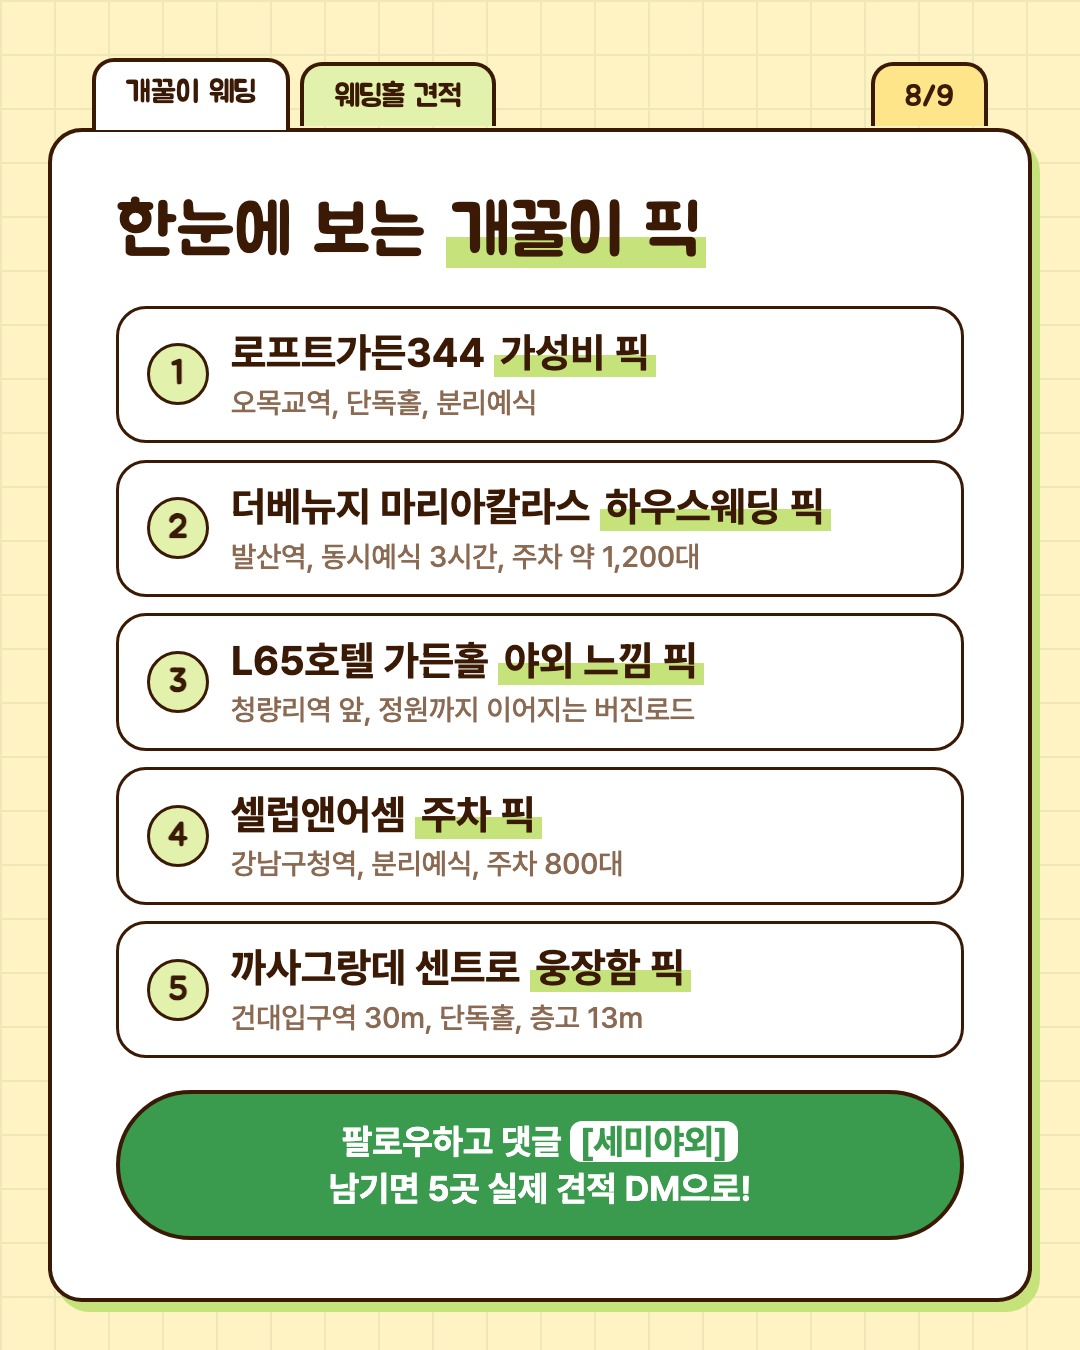 개꿀이 웨딩
웨딩홀 견적
8/9
한눈에 보는 개꿀이 픽
1
로프트가든344 가성비 픽
오목교역, 단독홀, 분리예식
2
더베뉴지 마리아칼라스 하우스웨딩 픽
발산역, 동시예식 3시간, 주차 약 1,200대
3
L65호텔 가든홀 야외 느낌 픽
청량리역 앞, 정원까지 이어지는 버진로드
4
셀럽앤어셈 주차 픽
강남구청역, 분리예식, 주차 800대
5
까사그랑데 센트로 웅장함 픽
건대입구역 30m, 단독홀, 층고 13m
팔로우하고 댓글 [세미야외]
남기면 5곳 실제 견적 DM으로!